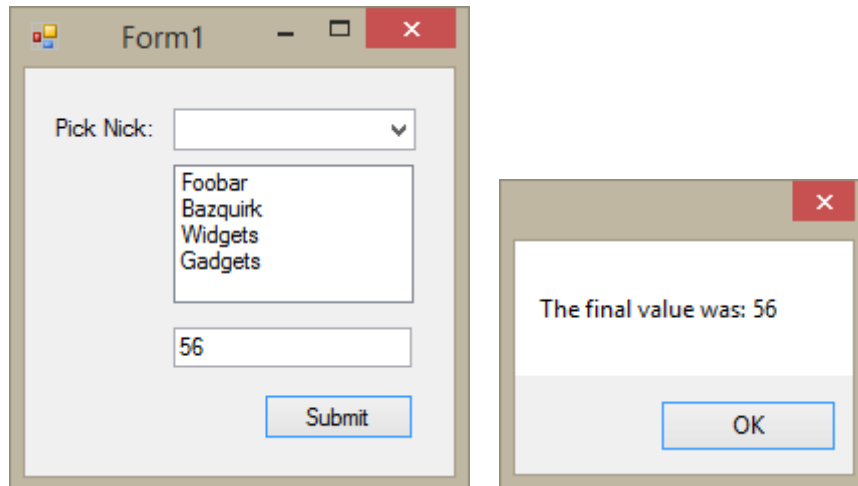 Form1
Pick Nick:
Foobar
Bazquirk
Widgets
Gadgets
56
Submit
The final value was: 56
OK